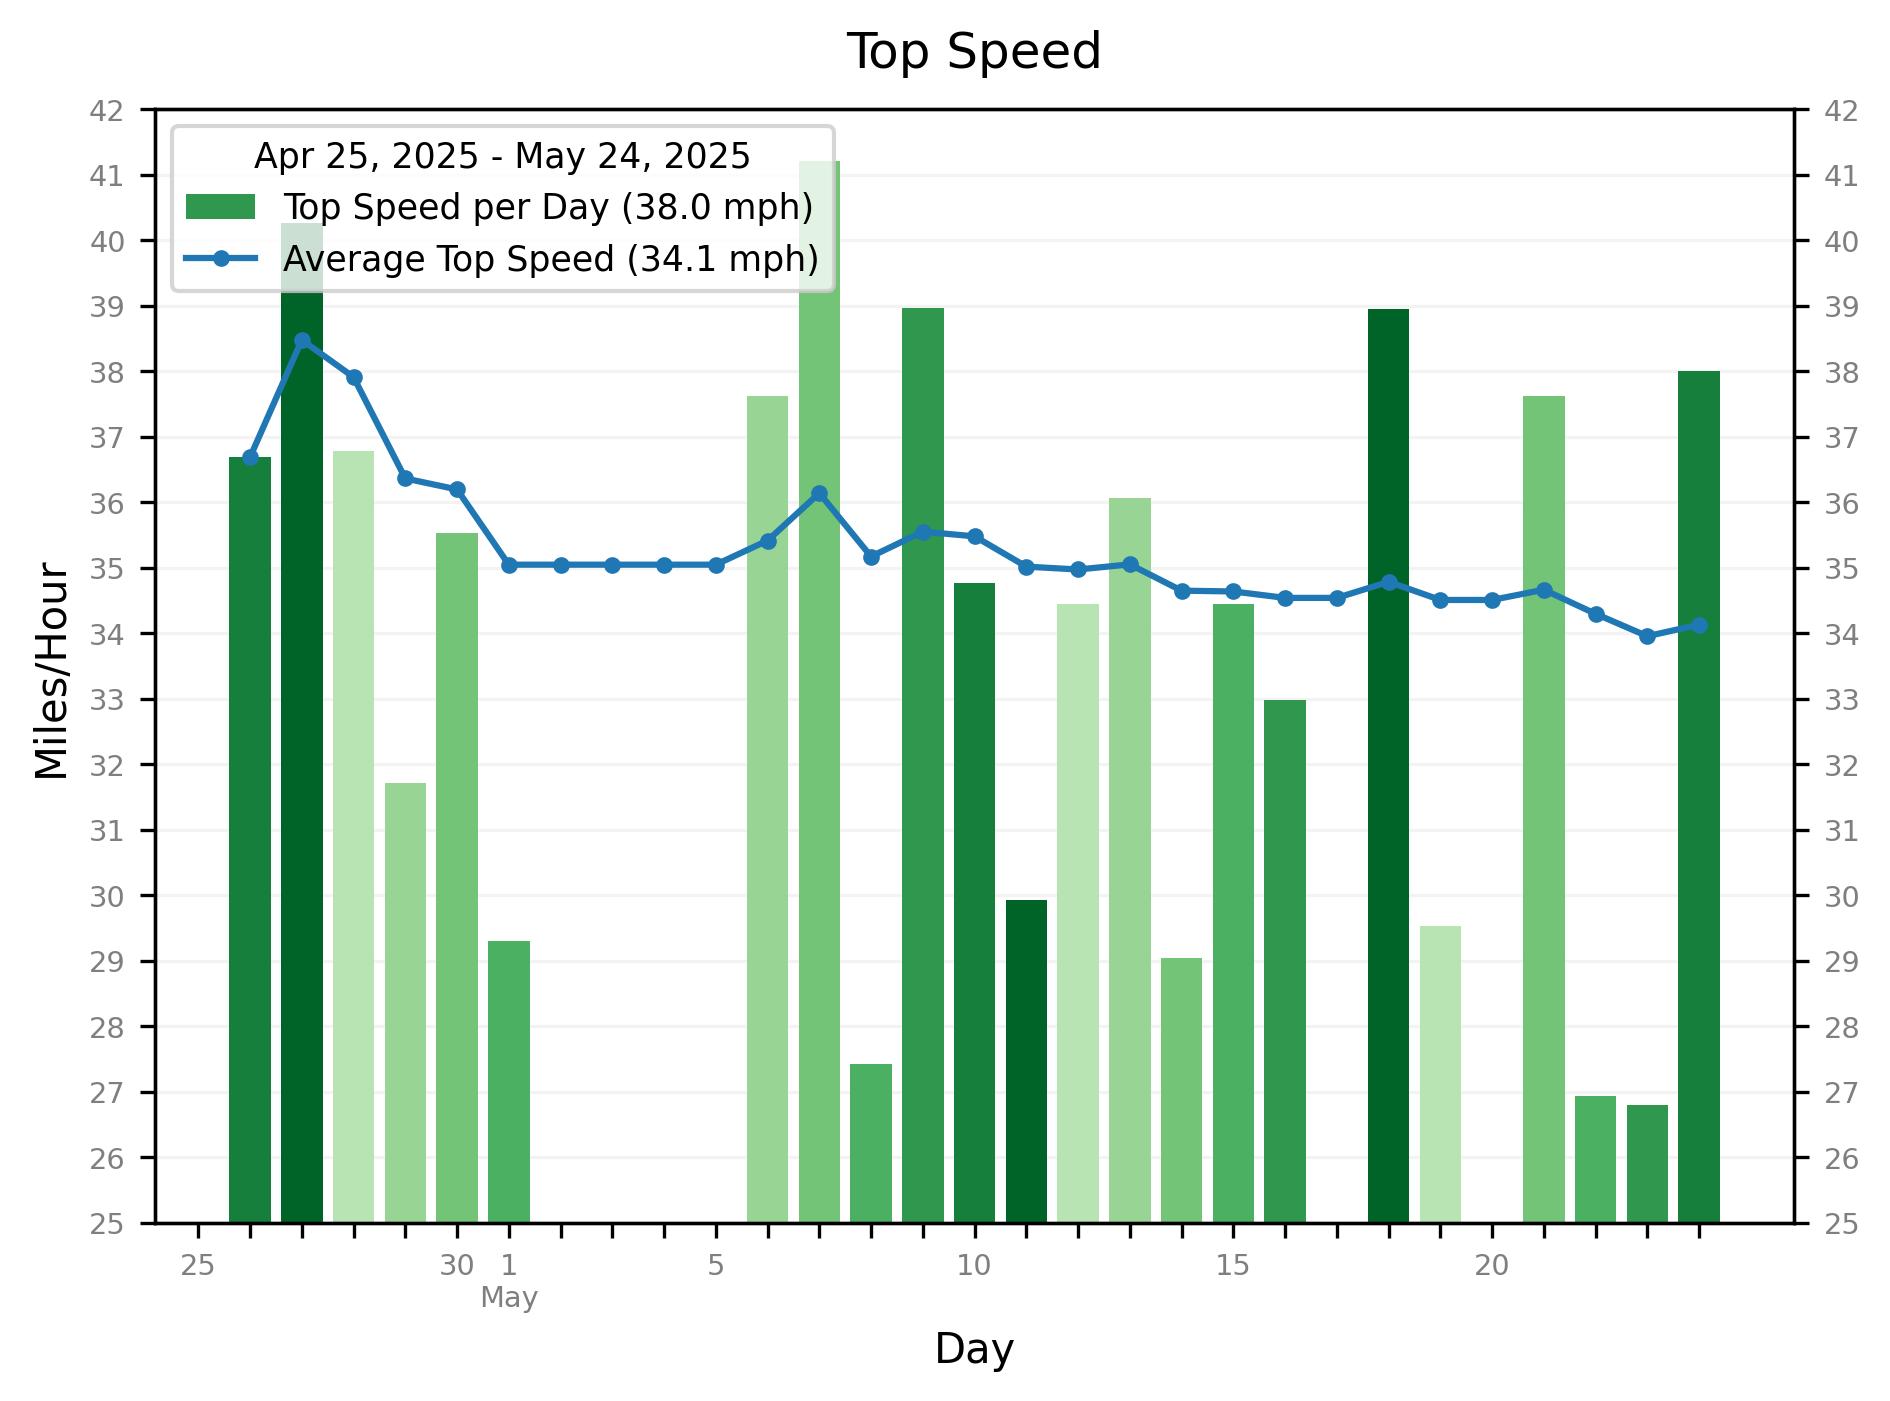 Top Speed
Apr 25, 2025 - May 24, 2025
Top Speed per Day (38.0 mph)
Average Top Speed (34.1 mph)
42 42
41 41
40 40
39 39
38 38
37 37
36 36
35 35
34 34
33 33
32 32
31 31
30 30
29 29
28 28
27 27
26 26
25 25
Miles/Hour
25 30 1 5 10 15 20
May
Day